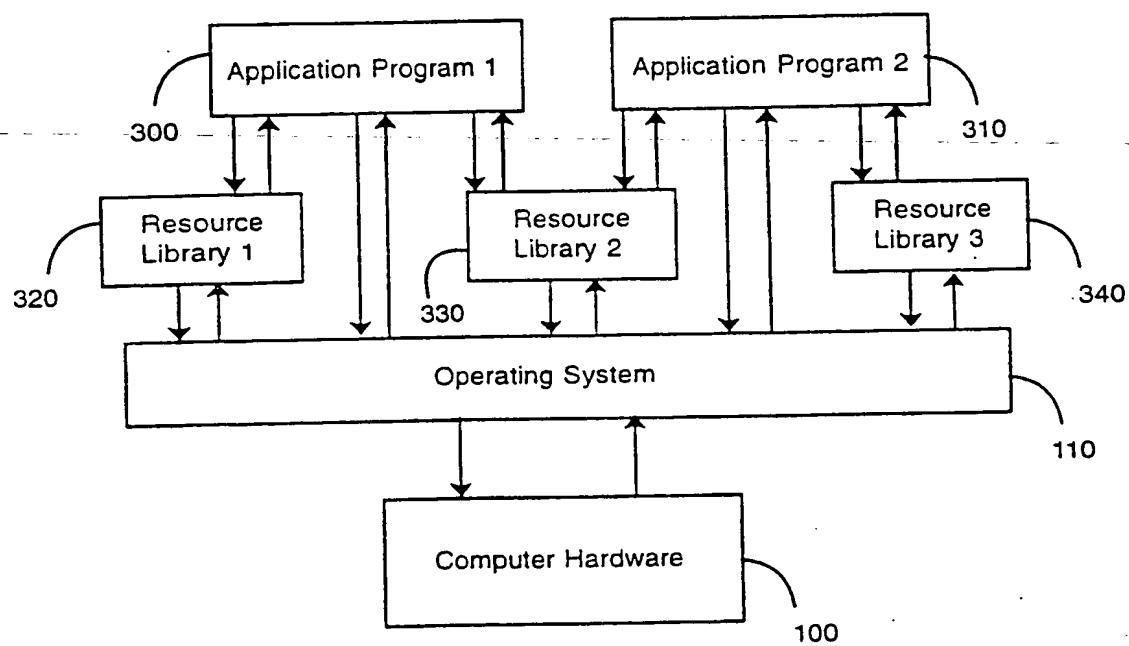 Application Program 1
Application Program 2
300
310
Resource
Library 1
Resource
Library 2
Resource
Library 3
320
330
340
Operating System
110
Computer Hardware
100